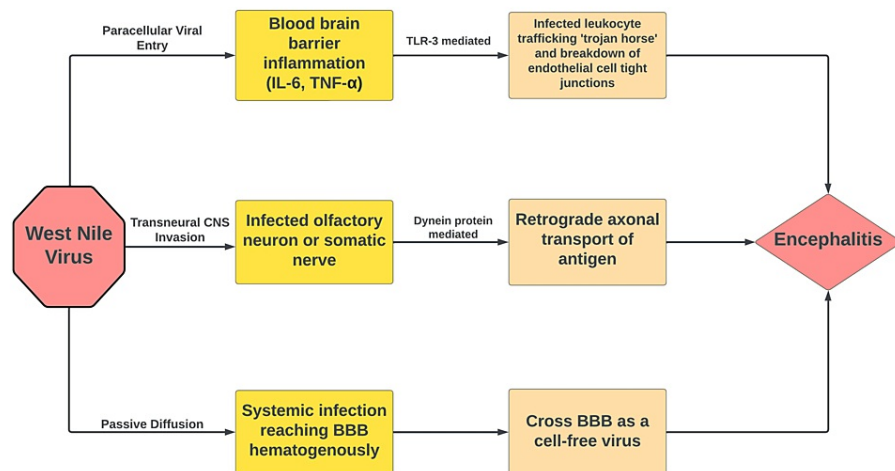 Paracellular Viral
Entry
Blood brain
barrier
inflammation
(IL-6, TNF-α)
TLR-3 mediated
Infected leukocyte
trafficking 'trojan horse'
and breakdown of
endothelial cell tight
junctions
West Nile
Virus
Transneural CNS
Invasion
Infected olfactory
neuron or somatic
nerve
Dynein protein
mediated
Retrograde axonal
transport of
antigen
Encephalitis
Passive Diffusion
Systemic infection
reaching BBB
hematogenously
Cross BBB as a
cell-free virus